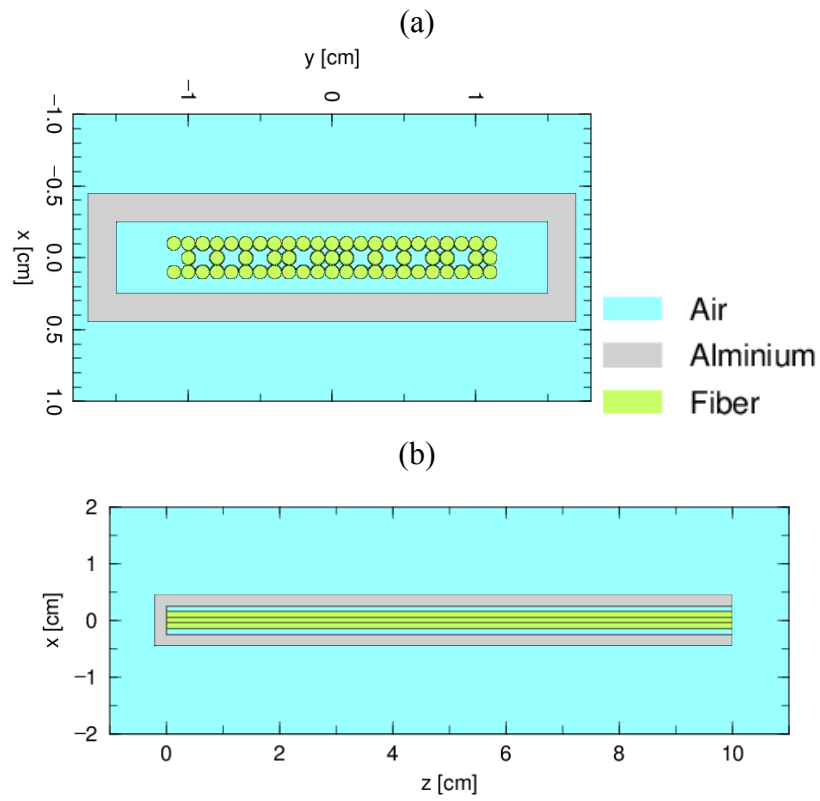 (a)
y [cm]
−1 0 1
−1.0
−0.5
0.0
0.5
1.0
x [cm]
Air
Alminium
Fiber
(b)
2
1
0
−1
−2
x [cm]
0 2 4 6 8 10
z [cm]